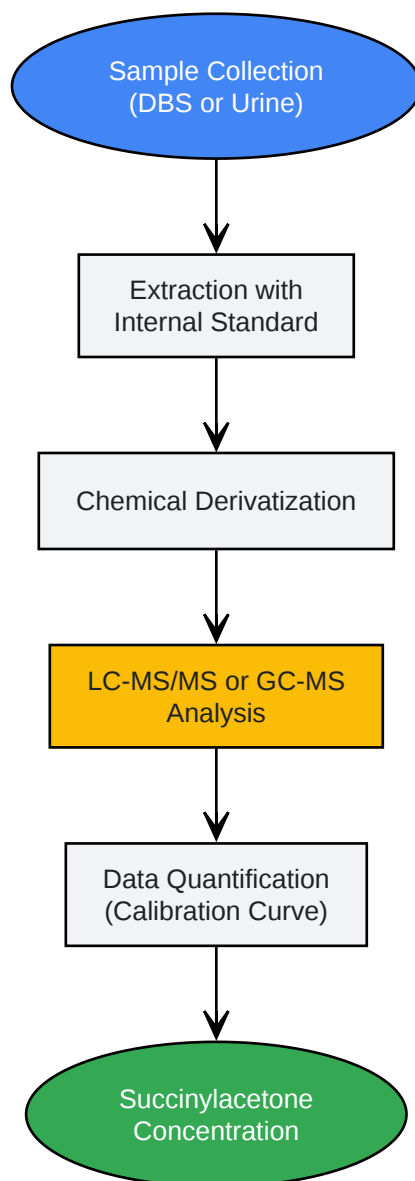 Sample Collection
(DBS or Urine)
Extraction with
Internal Standard
Chemical Derivatization
LC-MS/MS or GC-MS
Analysis
Data Quantification
(Calibration Curve)
Succinylacetone
Concentration